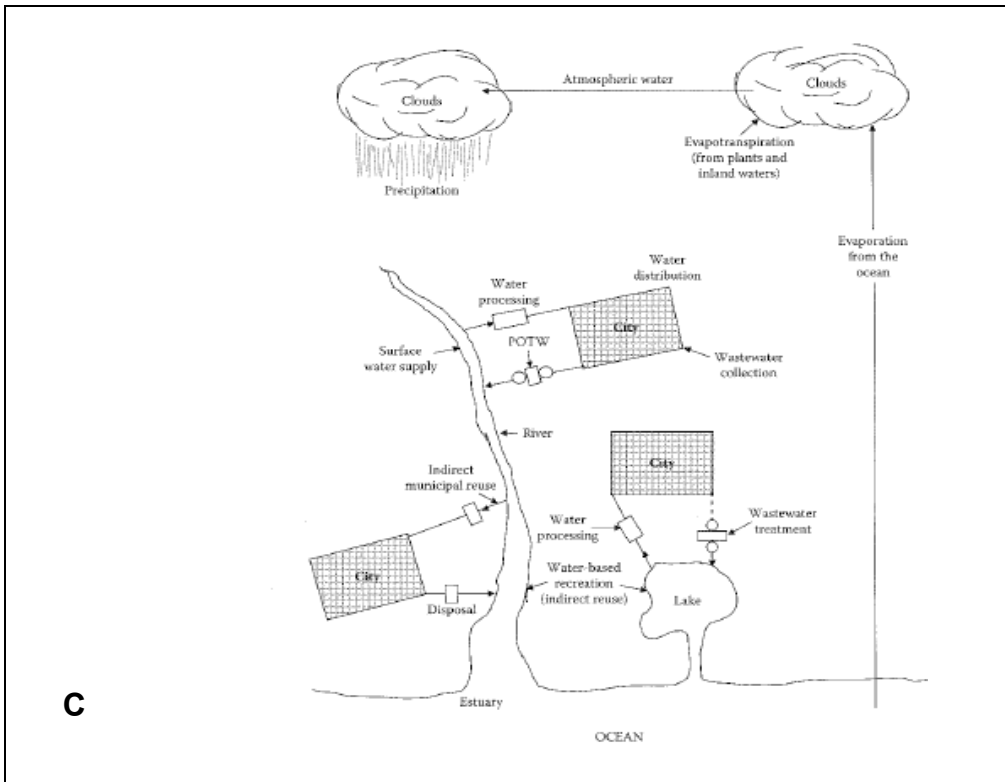 Clouds
Atmospheric water
Clouds
Precipitation
Evapotranspiration
(from plants and
inland waters)
Evaporation
from the
ocean
Water
distribution
Water
processing
City
POTW
Surface
water supply
Wastewater
collection
River
Indirect
municipal reuse
City
Water
processing
Wastewater
treatment
City
Disposal
Water-based
recreation
(indirect reuse)
Lake
Estuary
C
OCEAN